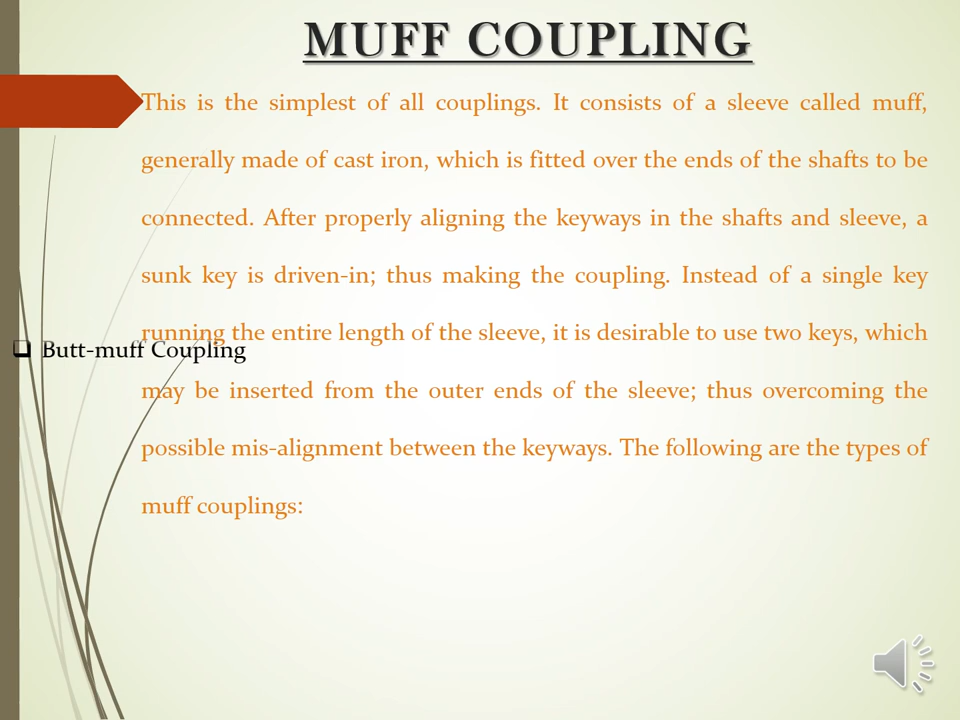 MUFF COUPLING
This is the simplest of all couplings. It consists of a sleeve called muff,
generally made of cast iron, which is fitted over the ends of the shafts to be
connected. After properly aligning the keyways in the shafts and sleeve, a
sunk key is driven-in; thus making the coupling. Instead of a single key
running the entire length of the sleeve, it is desirable to use two keys, which
may be inserted from the outer ends of the sleeve; thus overcoming the
possible mis-alignment between the keyways. The following are the types of
muff couplings:
❑ Butt-muff Coupling